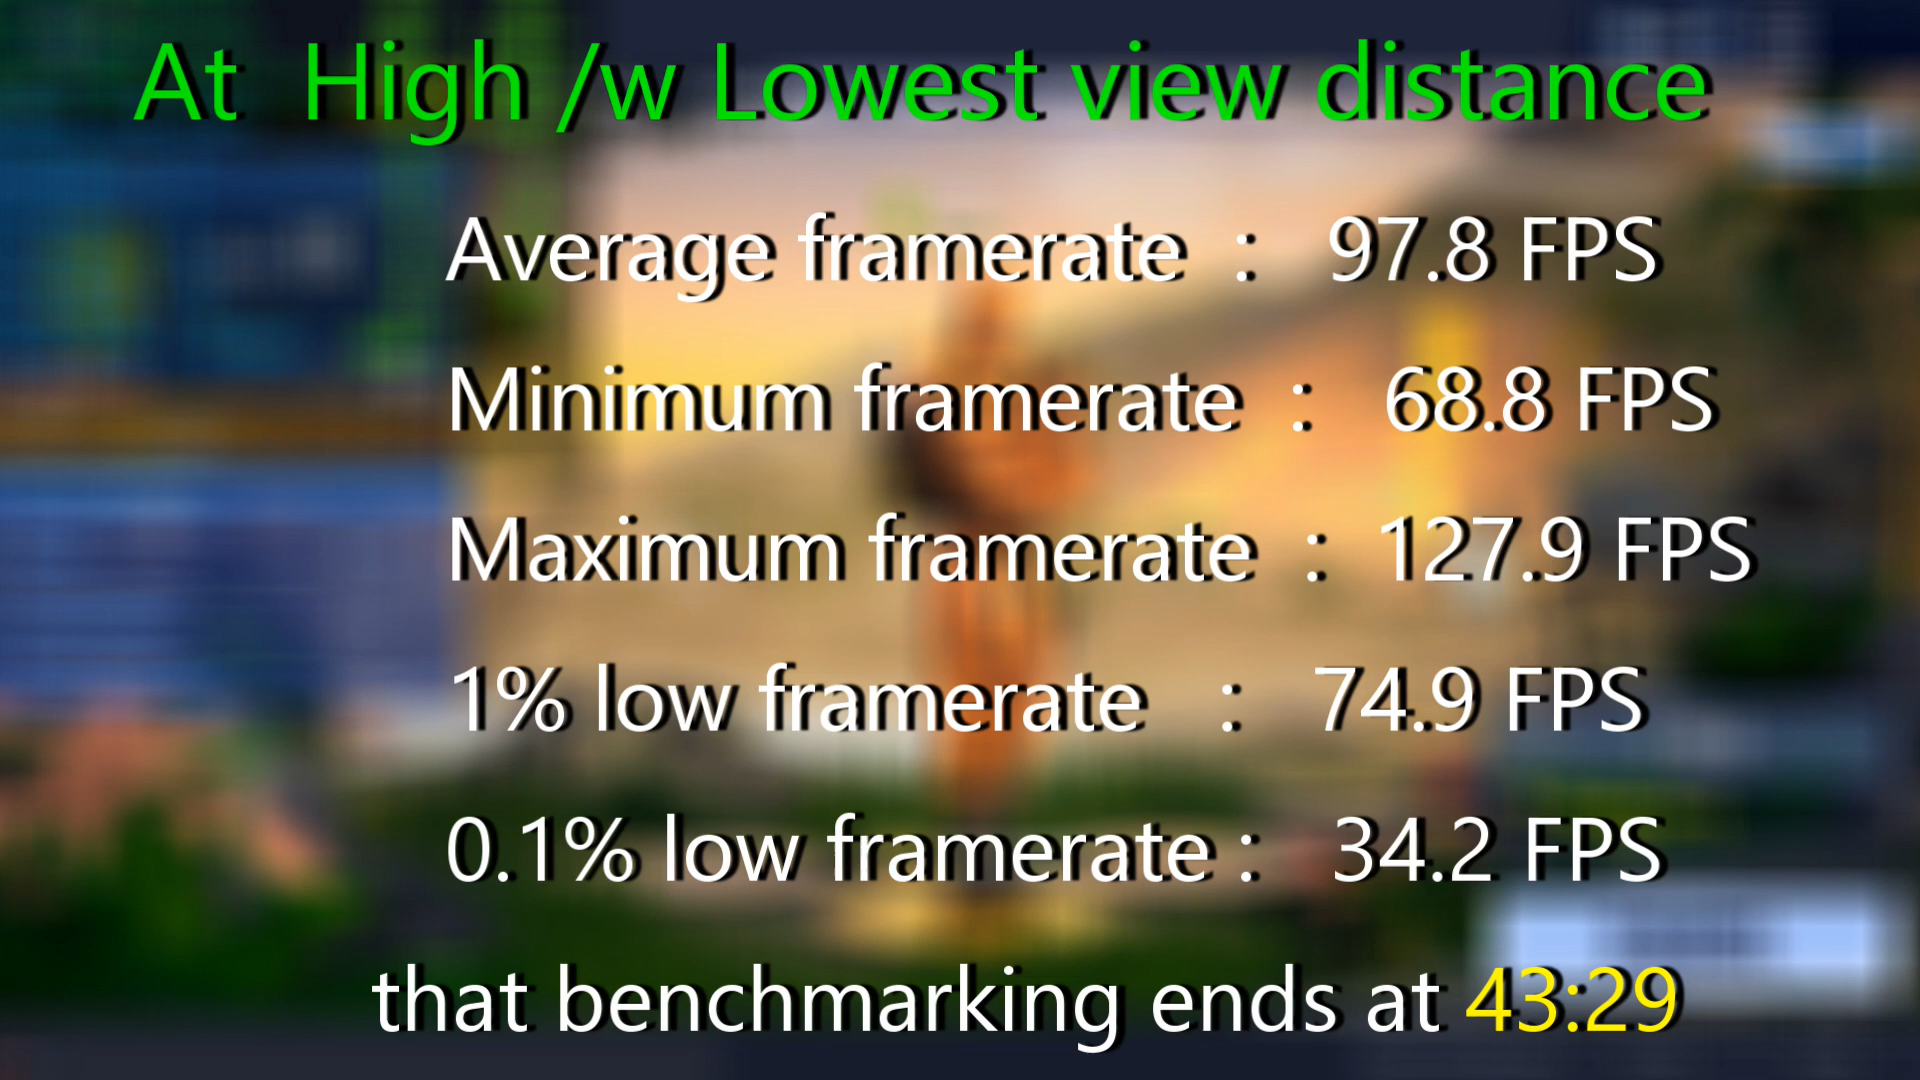 At High /w Lowest view distance
Average framerate : 97.8 FPS
Minimum framerate : 68.8 FPS
Maximum framerate : 127.9 FPS
1% low framerate : 74.9 FPS
0.1% low framerate : 34.2 FPS
that benchmarking ends at 43:29